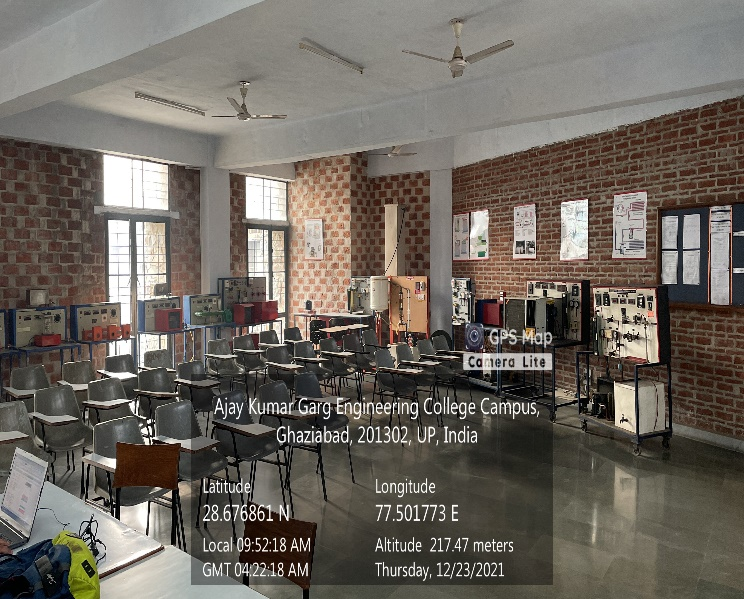 GPS Map
Camera Lite
Ajay Kumar Garg Engineering College Campus,
Ghaziabad, 201302, UP, India
Latitude
28.676861 N
Longitude
77.501773 E
Local 09:52:18 AM
GMT 04:22:18 AM
Altitude 217.47 meters
Thursday, 12/23/2021